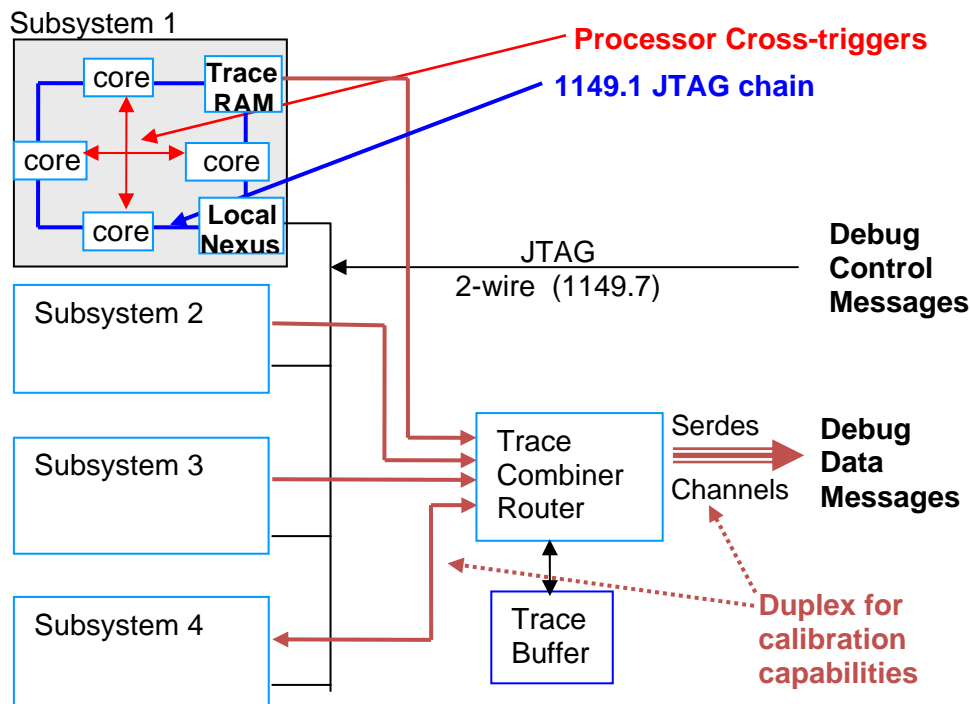 Subsystem 1
Processor Cross-triggers
core
Trace
RAM
1149.1 JTAG chain
core
core
core
Local
Nexus
JTAG
2-wire (1149.7)
Debug
Control
Messages
Subsystem 2
Subsystem 3
Trace
Combiner
Router
Serdes
Channels
Debug
Data
Messages
Subsystem 4
Trace
Buffer
Duplex for
calibration
capabilities